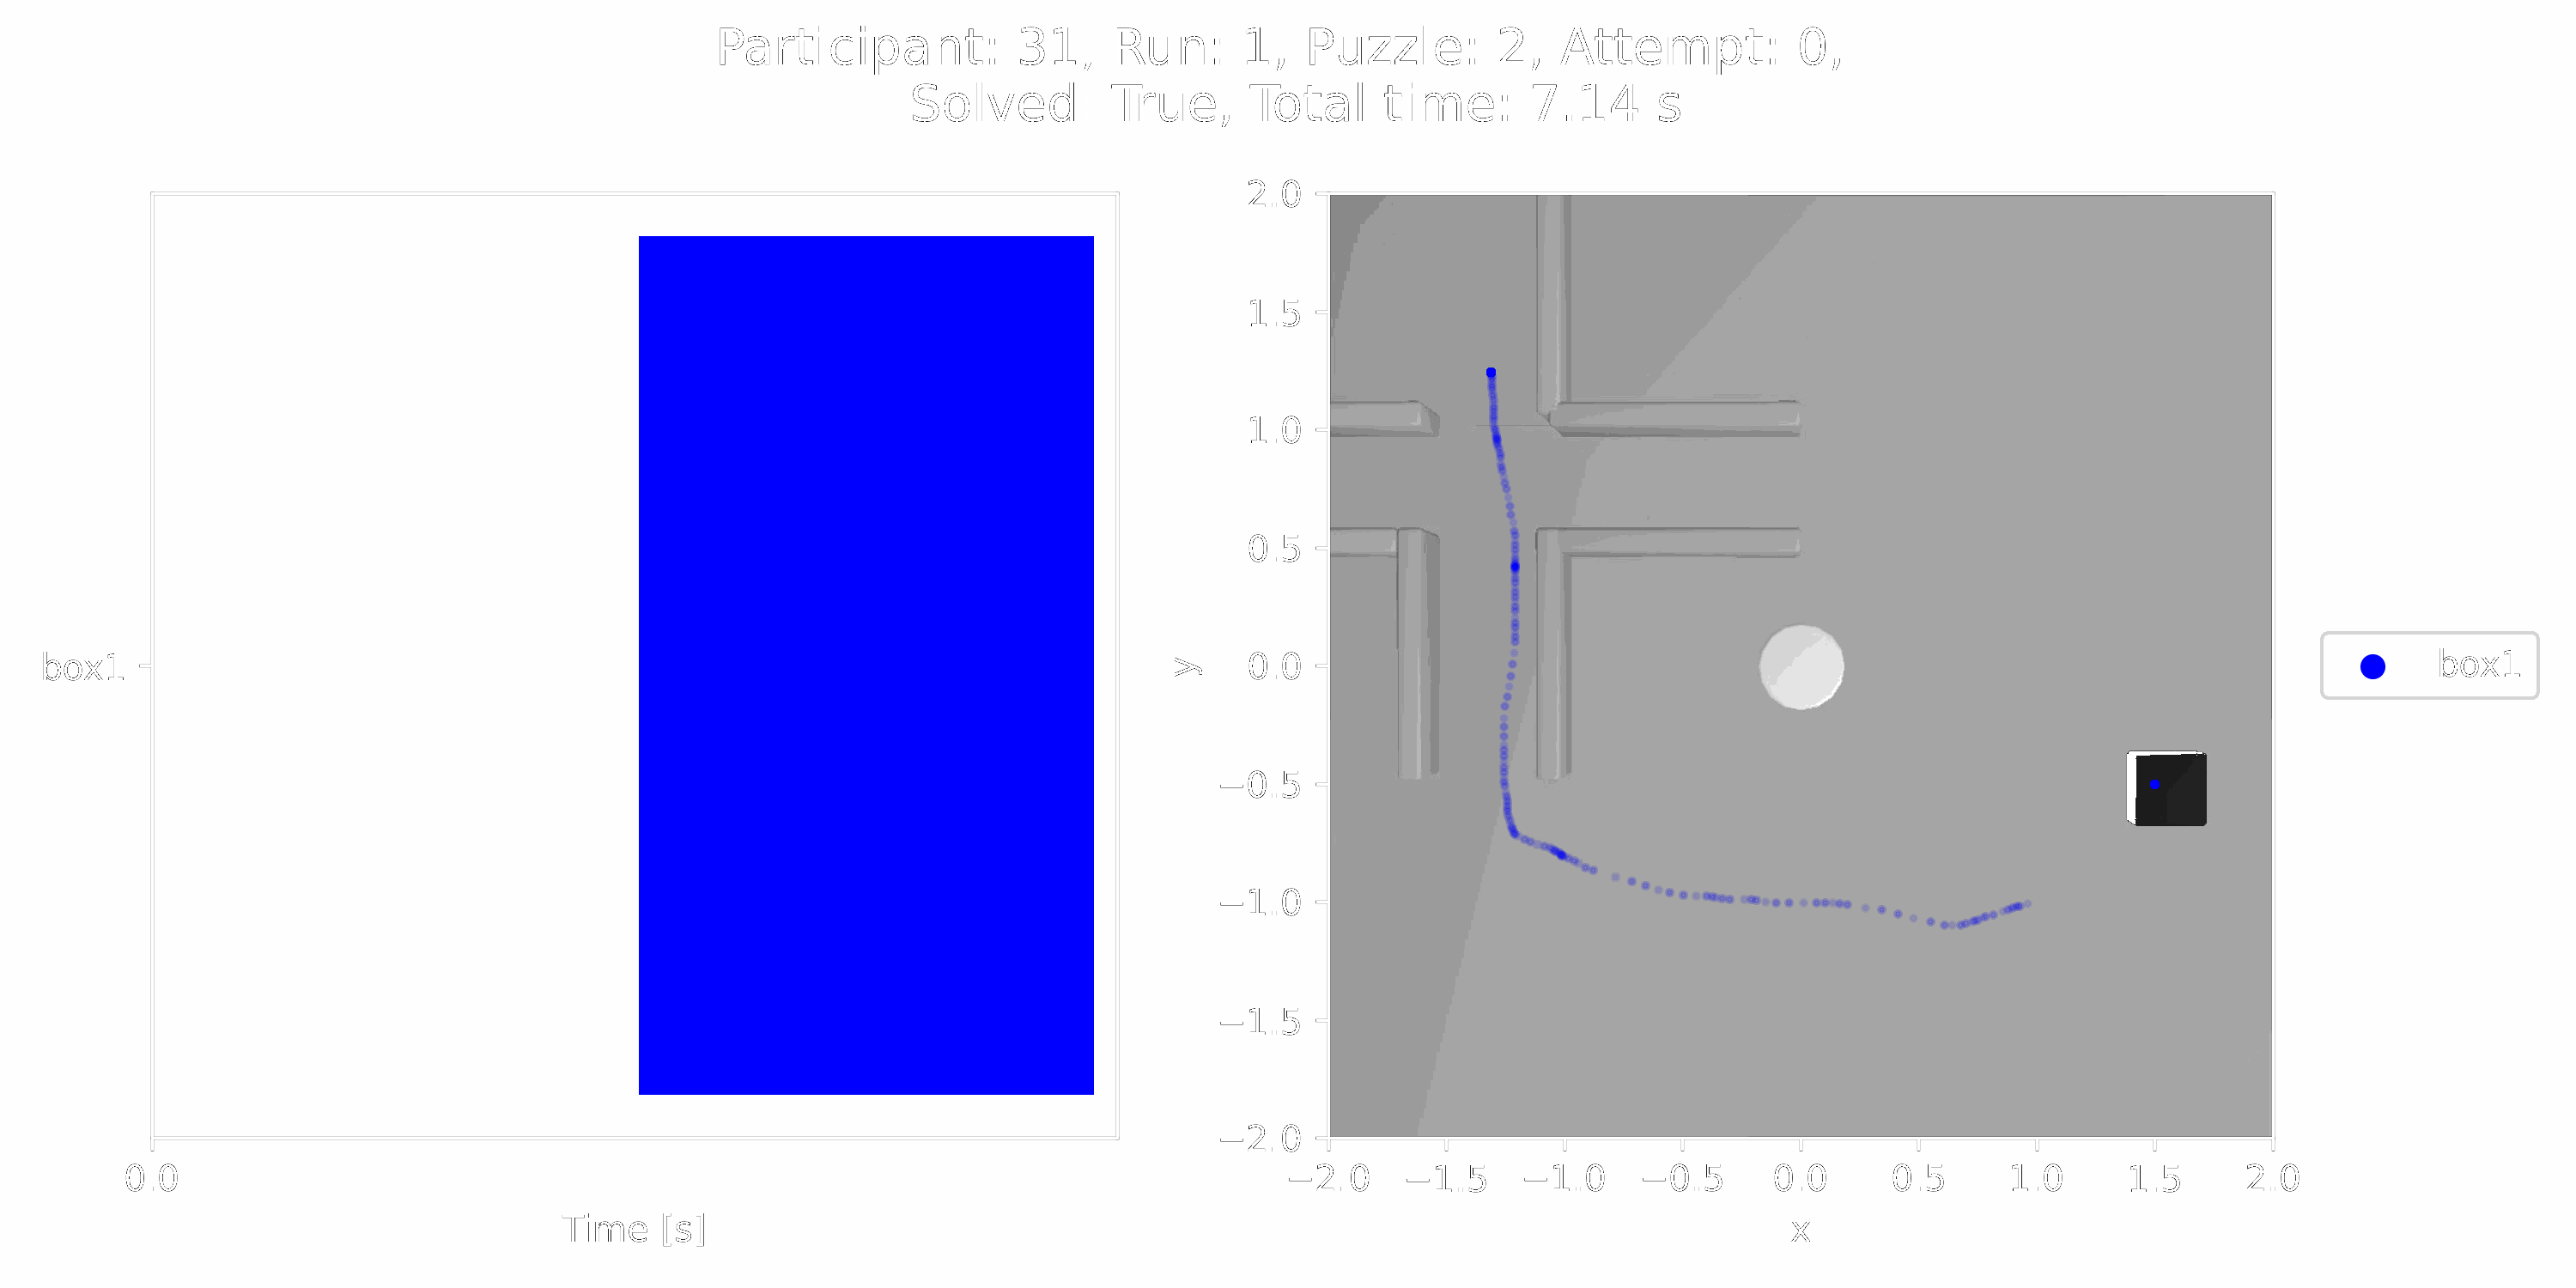 Participant: 31, Run: 1, Puzzle: 2, Attempt: 0,
Solved True, Total time: 7.14 s
box1
0.0
Time [s]
y
2.0
1.5
1.0
0.5
0.0
−0.5
−1.0
−1.5
−2.0
−2.0 −1.5 −1.0 −0.5 0.0 0.5 1.0 1.5 2.0
x
box1